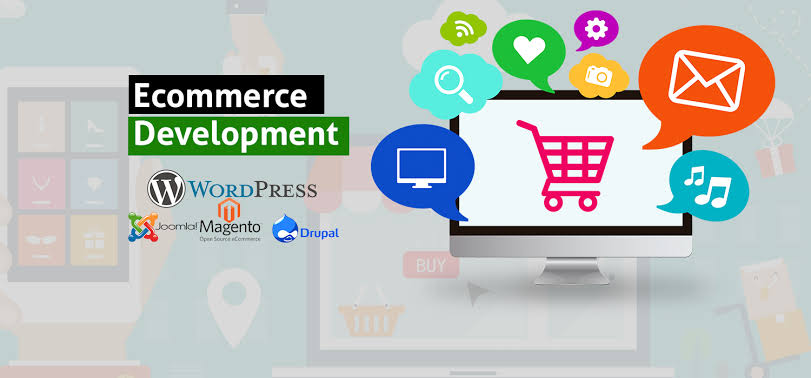 Ecommerce
Development
WORDPRESS
Joomla!
Magento
Open Source eCommerce
Drupal
BUY